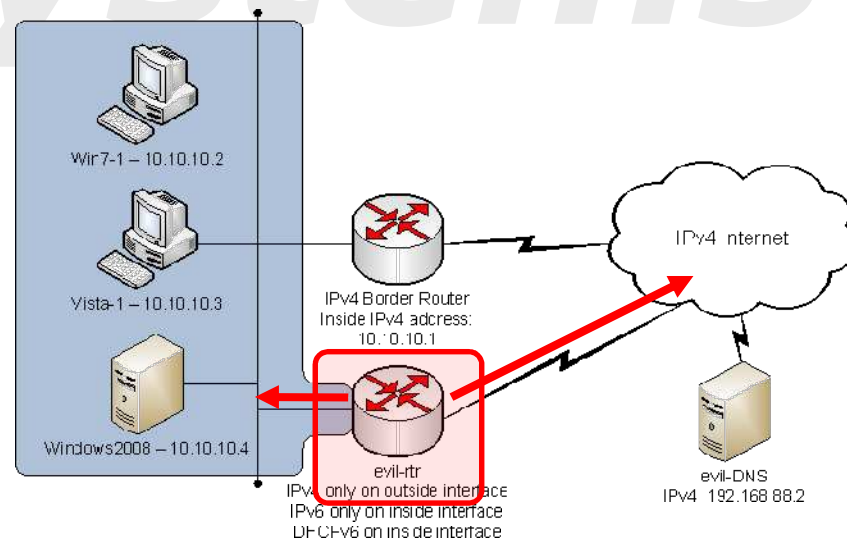 ystems
Win7-1 – 10.10.10.2
Vista-1 – 10.10.10.3
Windows2008 – 10.10.10.4
IPv4 Border Router
Inside IPv4 address:
10.10.10.1
evil-rtr
IPv4 only on outside interface
IPv6 only on inside interface
DHCPv6 on inside interface
IPv4 Internet
evil-DNS
IPv4 192.168.88.2